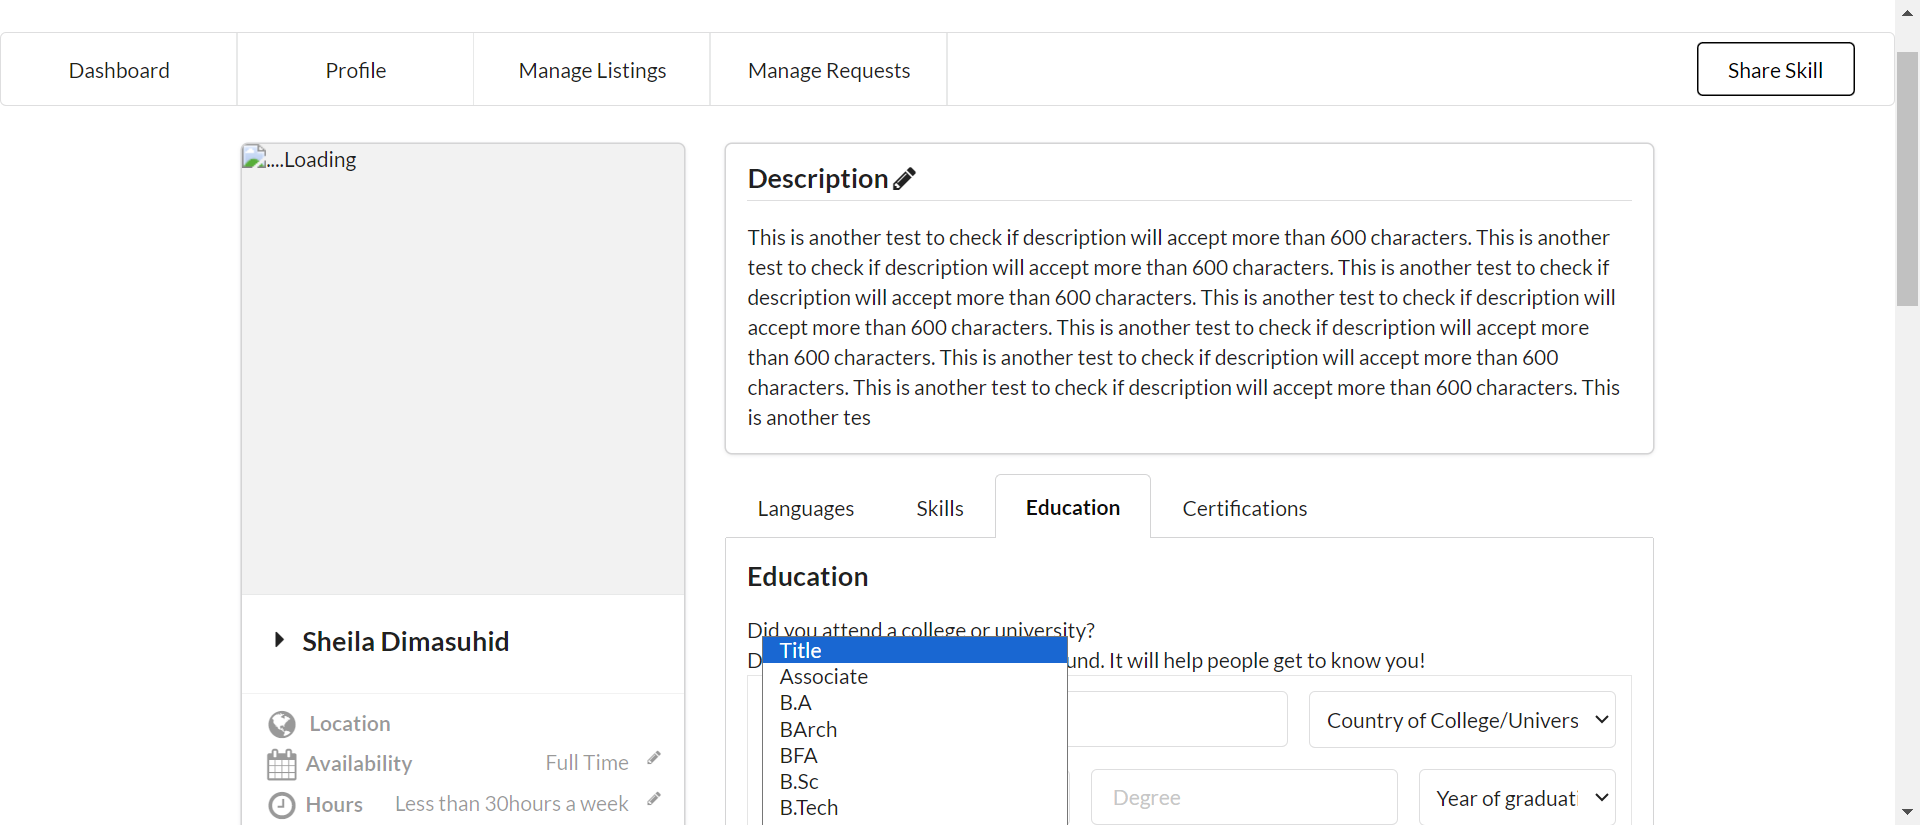 Dashboard
Profile
Manage Listings
Manage Requests
Share Skill
....Loading
Sheila Dimasuhid
Location
Availability
Full Time
Hours
Less than 30hours a week
Description
This is another test to check if description will accept more than 600 characters. This is another
test to check if description will accept more than 600 characters. This is another test to check if
description will accept more than 600 characters. This is another test to check if description will
accept more than 600 characters. This is another test to check if description will accept more
than 600 characters. This is another test to check if description will accept more than 600
characters. This is another test to check if description will accept more than 600 characters. This
is another tes
Languages
Skills
Education
Certifications
Education
Did you attend a college or university?
It will help people get to know you!
Title
Associate
B.A
BArch
BFA
B.Sc
B.Tech
Country of College/Univers
Degree
Year of graduati